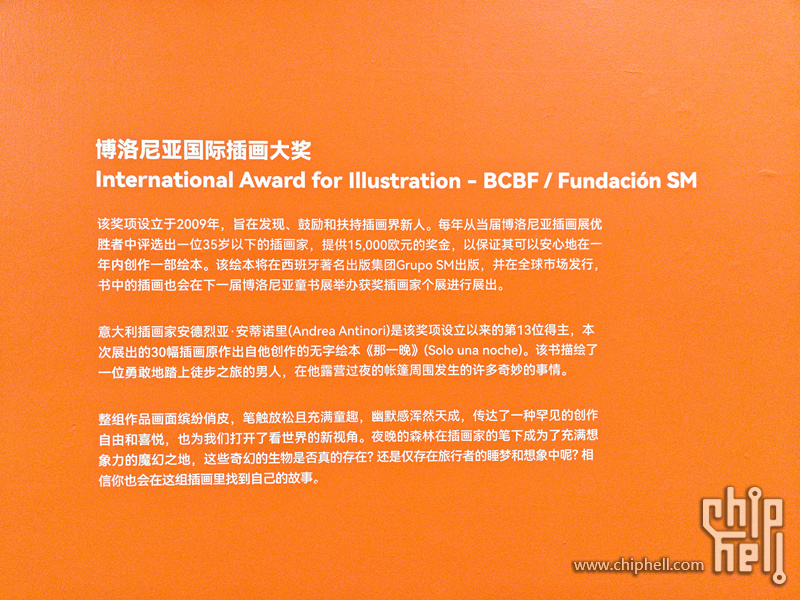 博洛尼亚国际插画大奖
International Award for Illustration - BCBF / Fundación SM
该奖项设立于2009年，旨在发现、鼓励和扶持插画界新人。每年从当届博洛尼亚插画展优
胜者中评选出一位35岁以下的插画家，提供15,000欧元的奖金，以保证其可以安心地在一
年内创作一部绘本。该绘本将在西班牙著名出版集团Grupo SM出版，并在全球市场发行，
书中的插画也会在下一届博洛尼亚童书展举办获奖插画家个展进行展出。
意大利插画家安德烈亚·安蒂诺里(Andrea Antinori)是该奖项设立以来的第13位得主，本
次展出的30幅插画原作出自他创作的无字绘本《那一晚》(Solo una noche)。该书描绘了
一位勇敢地踏上徒步之旅的男人，在他露营过夜的帐篷周围发生的许多奇妙的事情。
整组作品画面缤纷俏皮，笔触放松且充满童趣，幽默感浑然天成，传达了一种罕见的创作
自由和喜悦，也为我们打开了看世界的新视角。夜晚的森林在插画家的笔下成为了充满想
象力的魔幻之地，这些奇幻的生物是否真的存在？还是仅存在旅行者的睡梦和想象中呢？相
信你也会在这组插画里找到自己的故事。
chip
hell
www.chiphell.com